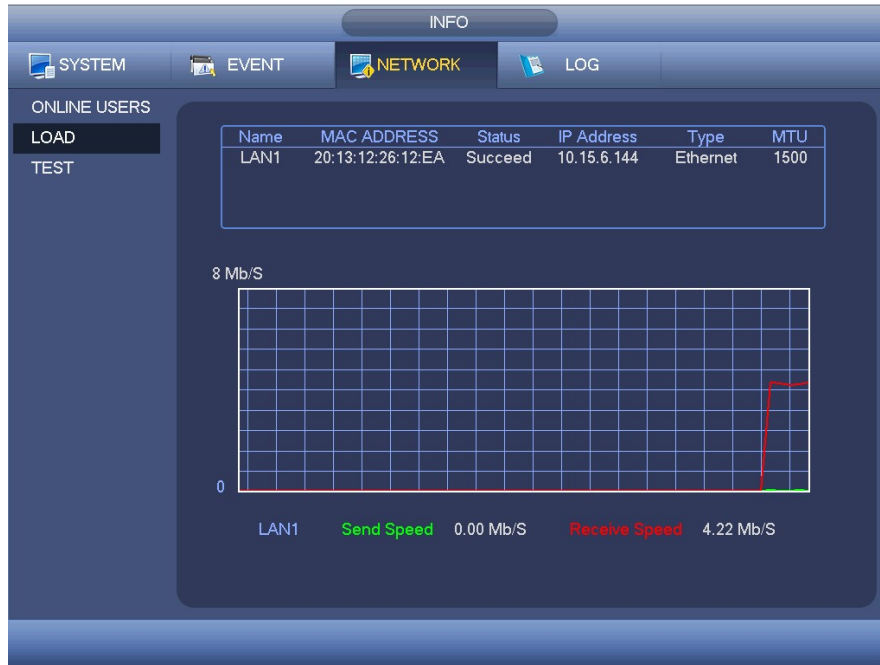 INFO
SYSTEM EVENT NETWORK LOG
ONLINE USERS
LOAD
TEST
Name MAC ADDRESS Status IP Address Type MTU
LAN1 20:13:12:26:12:EA Succeed 10.15.6.144 Ethernet 1500
8 Mb/S
0
LAN1 Send Speed 0.00 Mb/S Receive Speed 4.22 Mb/S